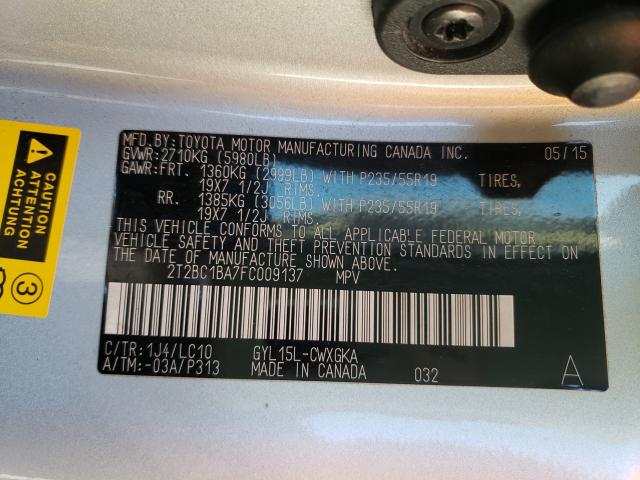 MFD.BY:TOYOTA MOTOR MANUFACTURING CANADA INC. 05/15
GVWR:2710KG (5980LB)
GAWR:FRT. 1360KG (2999LB) WITH P235/55R19 TIRES,
19X7 1/2J RIMS.
RR. 1385KG (3056LB) WITH P235/55R19 TIRES,
19X7 1/2J RIMS.
THIS VEHICLE CONFORMS TO ALL APPLICABLE FEDERAL MOTOR
VEHICLE SAFETY AND THEFT PREVENTION STANDARDS IN EFFECT ON
THE DATE OF MANUFACTURE SHOWN ABOVE.
2T2BC1BA7FC009137 MPV
C/TR:1J4/LC10 GYL15L-CWXGKA
A/TM:-03A/P313 MADE IN CANADA 032 A
ATTENTION
ACHTUNG
3